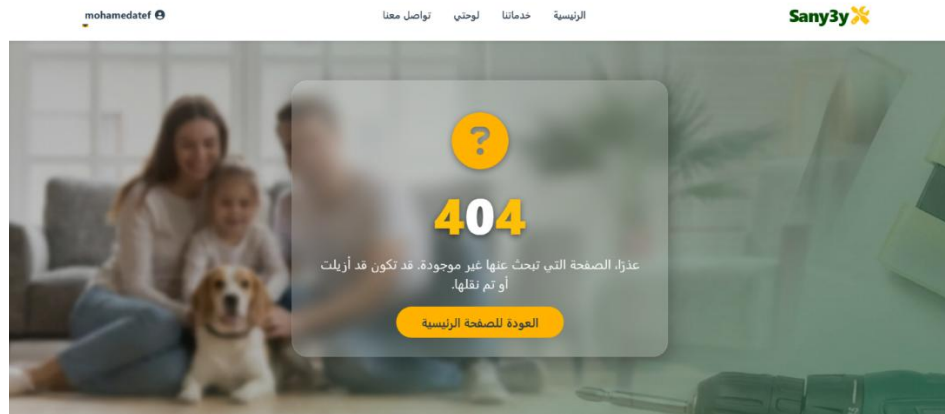 Sany3y
الرئيسية خدماتنا لوحتي تواصل معنا
mohamedatef
?
404
عذرًا، الصفحة التي تبحث عنها غير موجودة. قد تكون قد أزيلت
أو تم نقلها.
العودة للصفحة الرئيسية